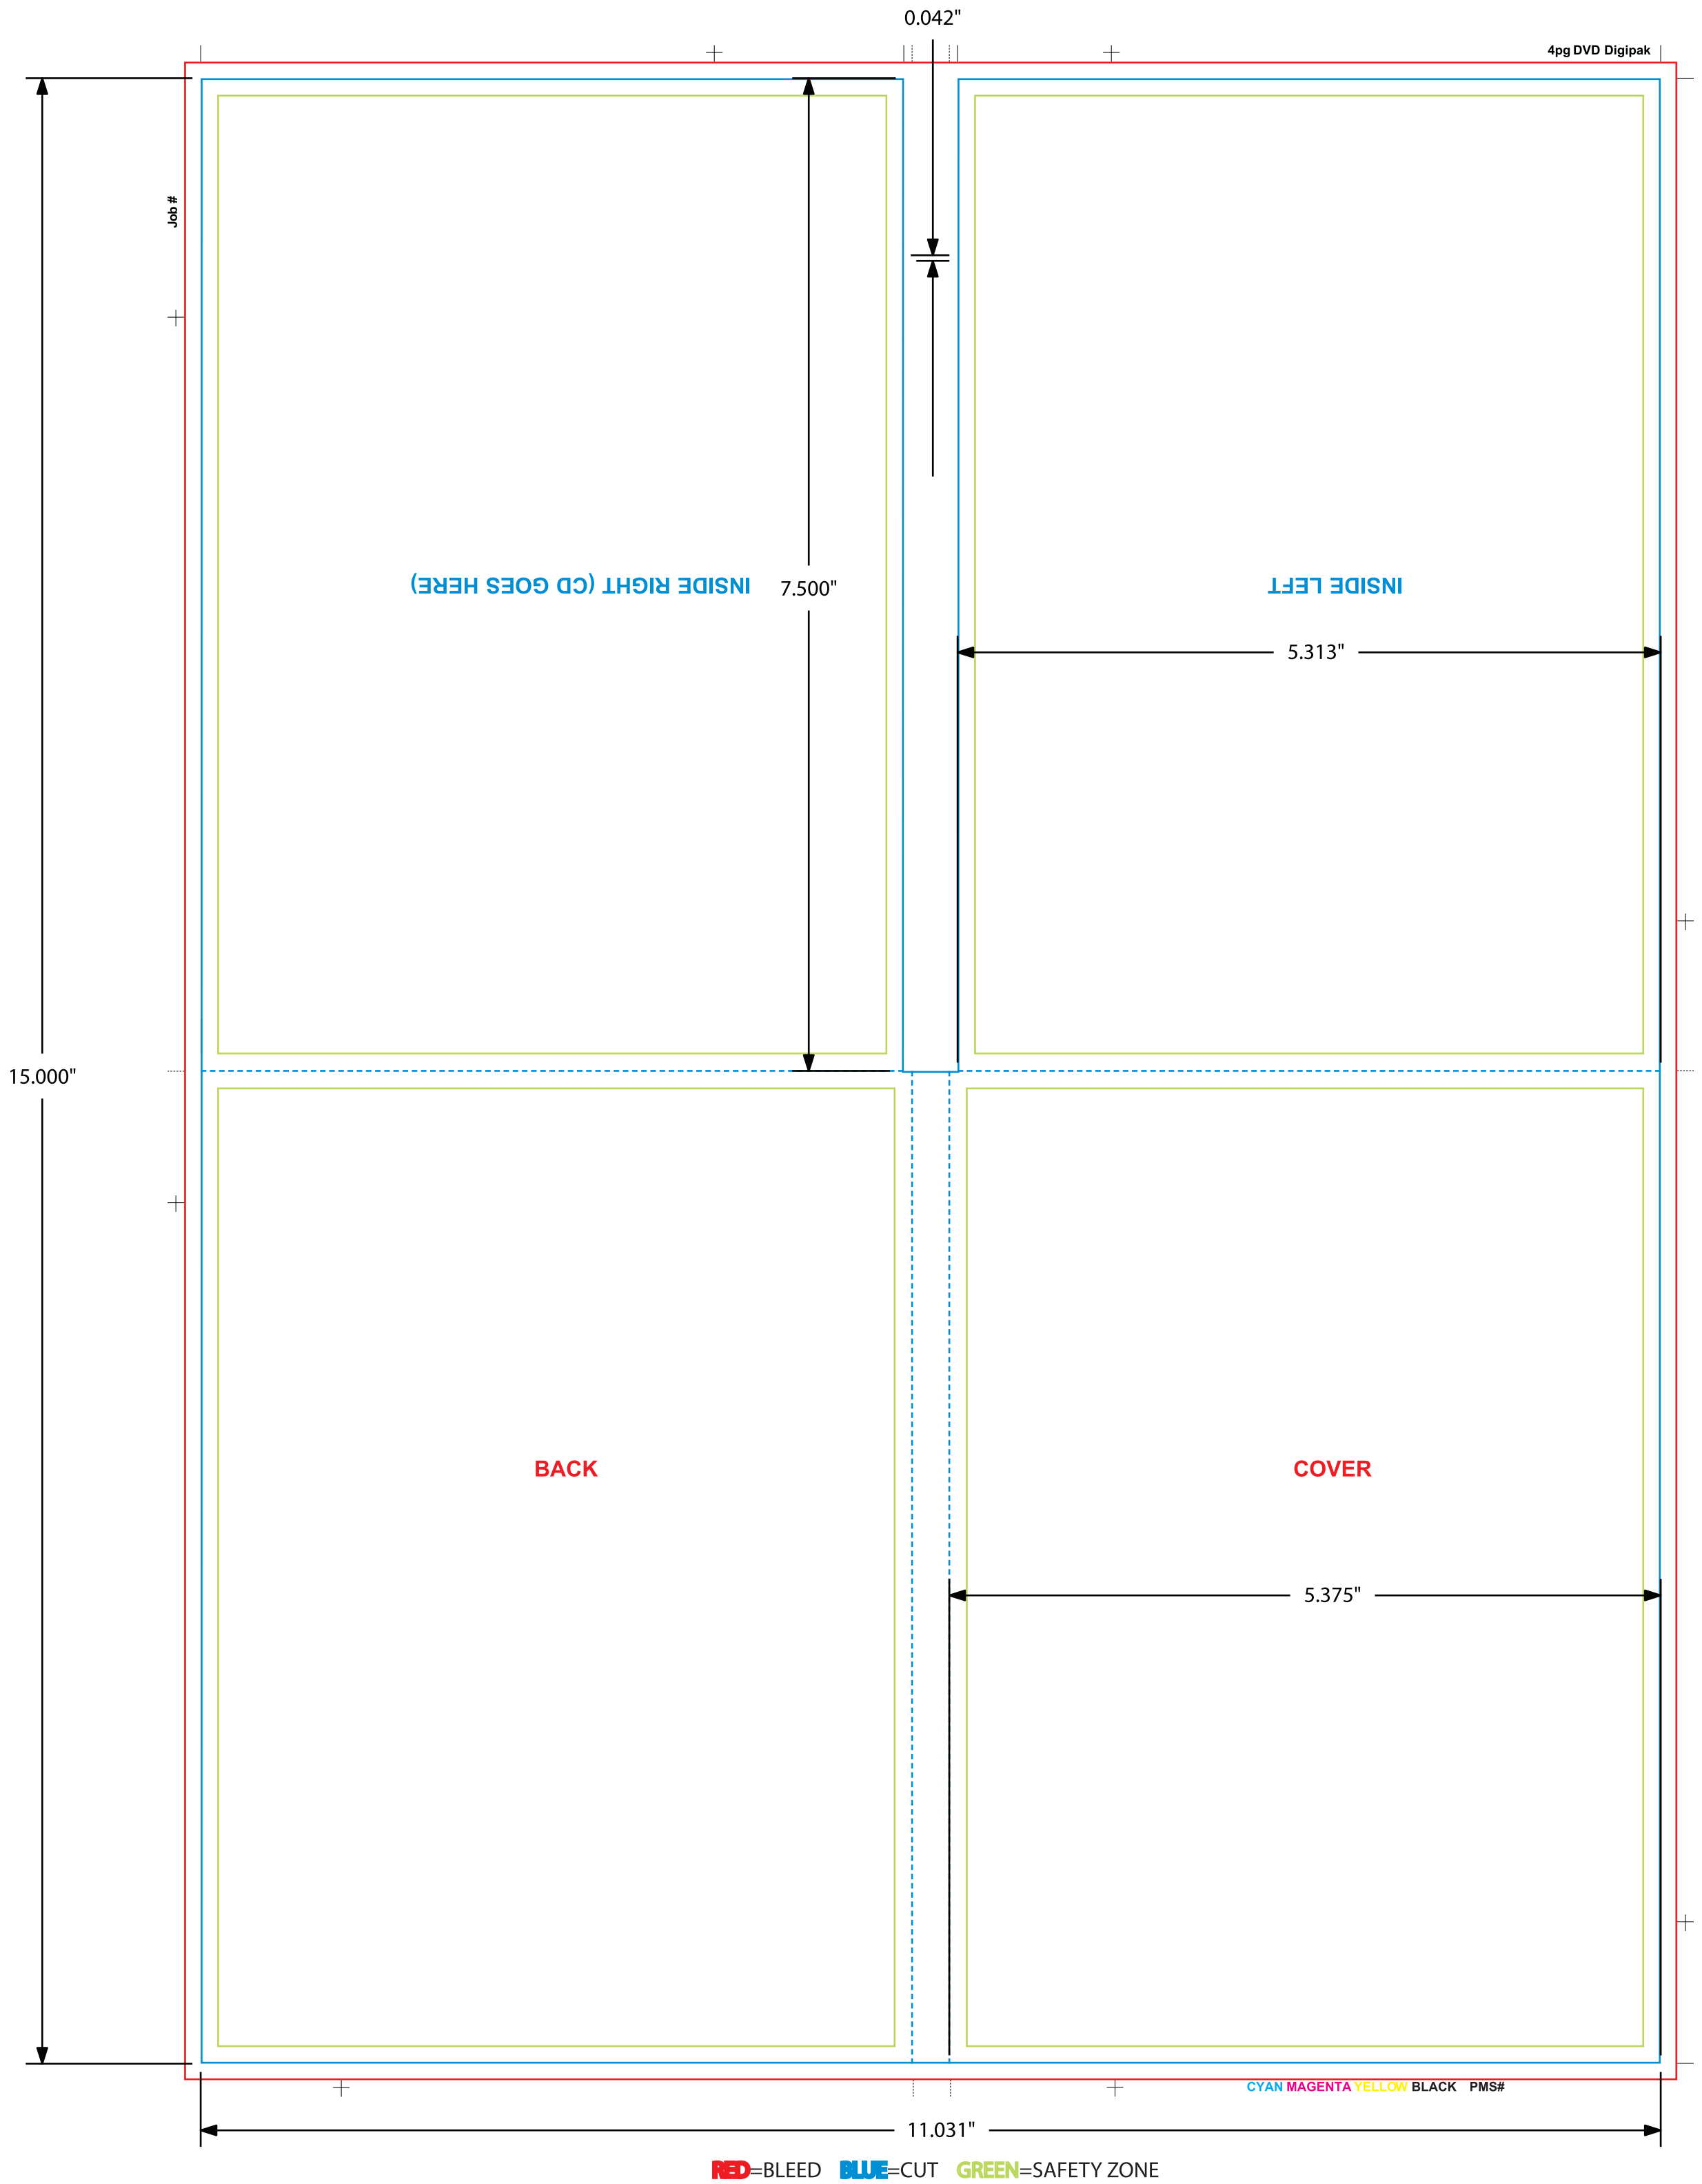 0.042"
4pg DVD Digipak
Job #
INSIDE RIGHT (CD GOES HERE)
7.500"
INSIDE LEFT
5.313"
15.000"
BACK
COVER
5.375"
CYAN MAGENTA YELLOW BLACK PMS#
11.031"
RED=BLEED BLUE=CUT GREEN=SAFETY ZONE